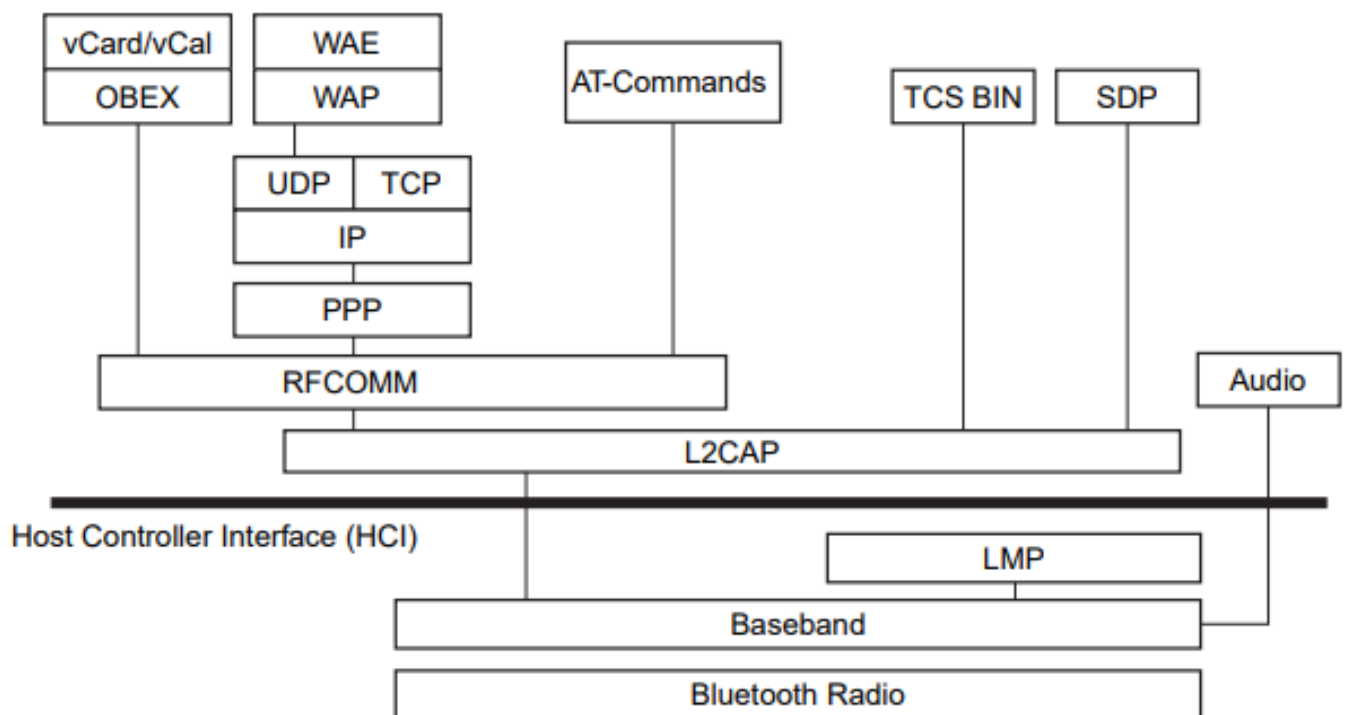 vCard/vCal
OBEX
WAE
WAP
AT-Commands
TCS BIN
SDP
UDP
TCP
IP
PPP
RFCOMM
Audio
L2CAP
Host Controller Interface (HCI)
LMP
Baseband
Bluetooth Radio